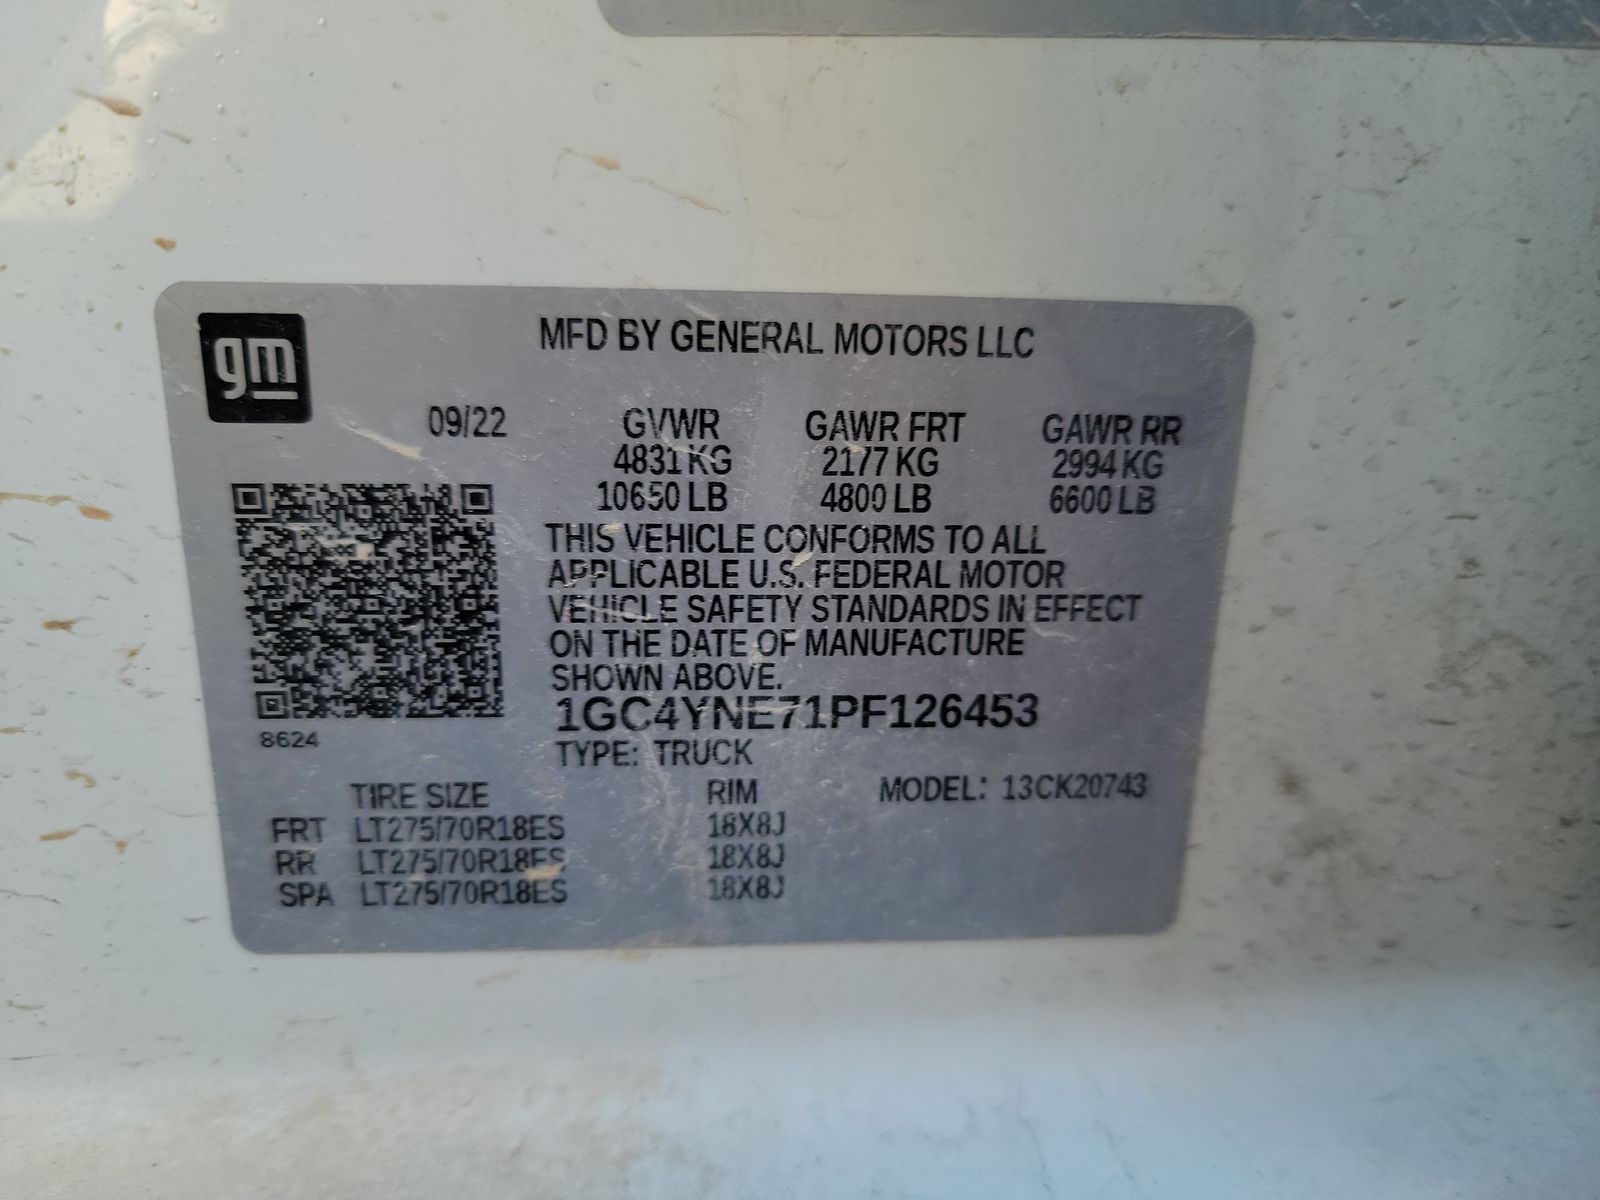 gm
MFD BY GENERAL MOTORS LLC
09/22 GVWR GAWR FRT GAWR RR
4831 KG 2177 KG 2994 KG
10650 LB 4800 LB 6600 LB
THIS VEHICLE CONFORMS TO ALL
APPLICABLE U.S. FEDERAL MOTOR
VEHICLE SAFETY STANDARDS IN EFFECT
ON THE DATE OF MANUFACTURE
SHOWN ABOVE.
1GC4YNE71PF126453
8624
TYPE: TRUCK
TIRE SIZE RIM MODEL: 13CK20743
FRT LT275/70R18ES 18X8J
RR LT275/70R18ES 18X8J
SPA LT275/70R18ES 18X8J